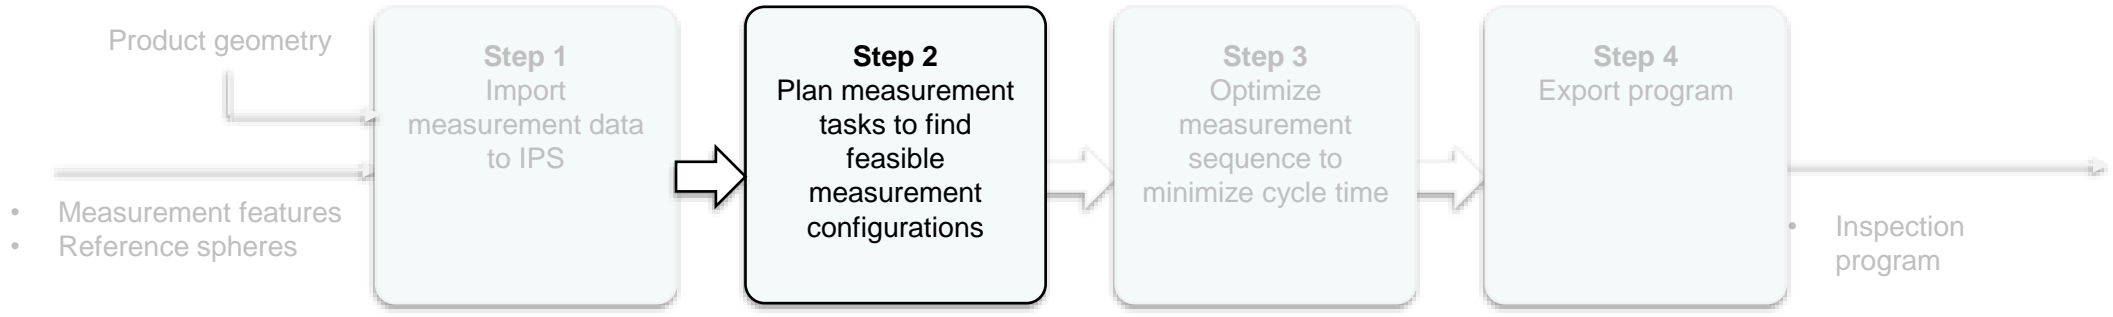 Product geometry
• Measurement features
• Reference spheres
Step 1
Import
measurement data
to IPS
Step 2
Plan measurement
tasks to find
feasible
measurement
configurations
Step 3
Optimize
measurement
sequence to
minimize cycle time
Step 4
Export program
• Inspection
program